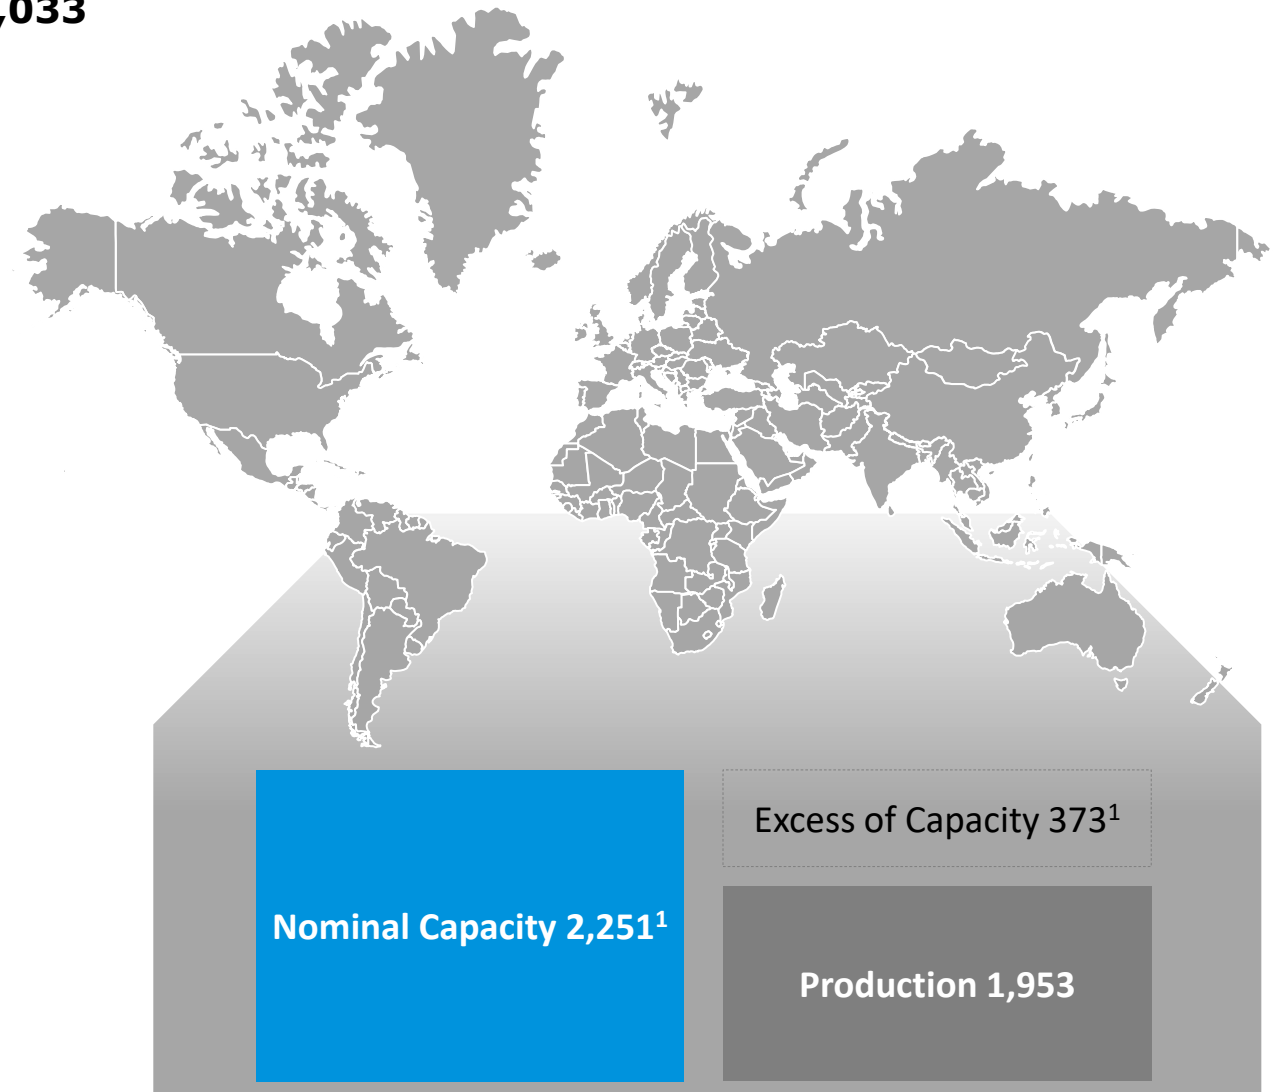 ,033
Excess of Capacity 373¹
Nominal Capacity 2,251¹
Production 1,953